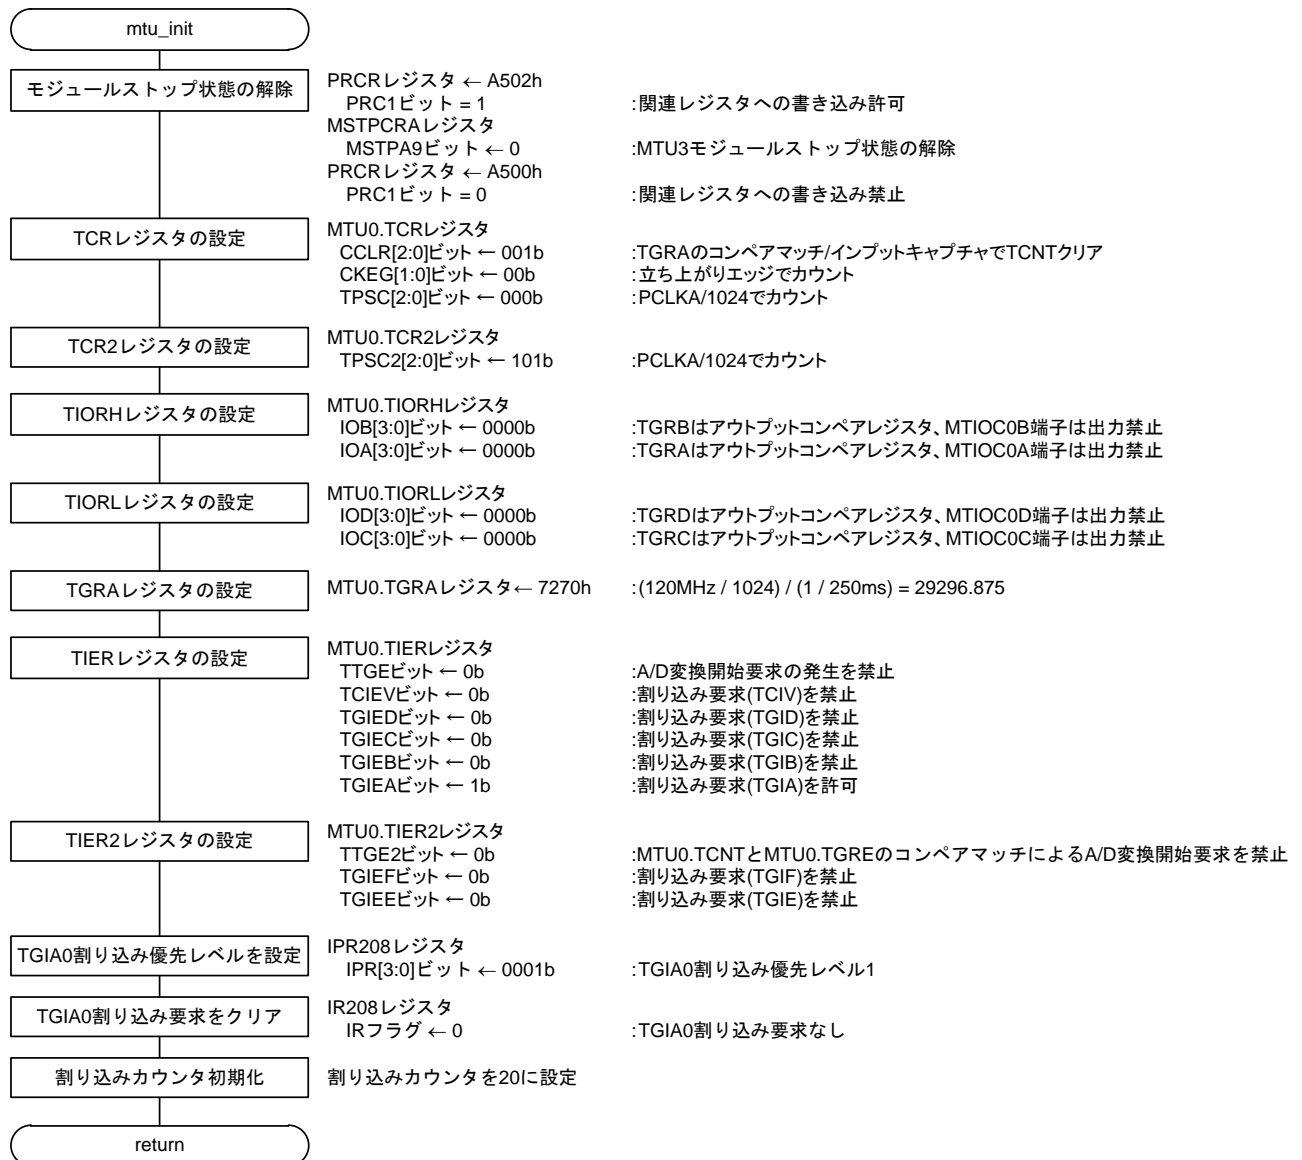 mtu_init
モジュールストップ状態の解除
PRCRレジスタ ← A502h
PRC1ビット = 1 :関連レジスタへの書き込み許可
MSTPCRAレジスタ
MSTPA9ビット ← 0 :MTU3モジュールストップ状態の解除
PRCRレジスタ ← A500h
PRC1ビット = 0 :関連レジスタへの書き込み禁止
TCRレジスタの設定
MTU0.TCRレジスタ
CCLR[2:0]ビット ← 001b :TGRAのコンペアマッチ/インプットキャプチャでTCNTクリア
CKEG[1:0]ビット ← 00b :立ち上がりエッジでカウント
TPSC[2:0]ビット ← 000b :PCLKA/1024でカウント
TCR2レジスタの設定
MTU0.TCR2レジスタ
TPSC2[2:0]ビット ← 101b :PCLKA/1024でカウント
TIORHレジスタの設定
MTU0.TIORHレジスタ
IOB[3:0]ビット ← 0000b :TGRBはアウトプットコンペアレジスタ、MTIOC0B端子は出力禁止
IOA[3:0]ビット ← 0000b :TGRAはアウトプットコンペアレジスタ、MTIOC0A端子は出力禁止
TIORLレジスタの設定
MTU0.TIORLレジスタ
IOD[3:0]ビット ← 0000b :TGRDはアウトプットコンペアレジスタ、MTIOC0D端子は出力禁止
IOC[3:0]ビット ← 0000b :TGRCはアウトプットコンペアレジスタ、MTIOC0C端子は出力禁止
TGRAレジスタの設定
MTU0.TGRAレジスタ← 7270h :(120MHz / 1024) / (1 / 250ms) = 29296.875
TIERレジスタの設定
MTU0.TIERレジスタ
TTGEビット ← 0b :A/D変換開始要求の発生を禁止
TCIEVビット ← 0b :割り込み要求(TCIV)を禁止
TGIEDビット ← 0b :割り込み要求(TGID)を禁止
TGIECビット ← 0b :割り込み要求(TGIC)を禁止
TGIEBビット ← 0b :割り込み要求(TGIB)を禁止
TGIEAビット ← 1b :割り込み要求(TGIA)を許可
TIER2レジスタの設定
MTU0.TIER2レジスタ
TTGE2ビット ← 0b :MTU0.TCNTとMTU0.TGREのコンペアマッチによるA/D変換開始要求を禁止
TGIEFビット ← 0b :割り込み要求(TGIF)を禁止
TGIEEビット ← 0b :割り込み要求(TGIE)を禁止
TGIA0割り込み優先レベルを設定
IPR208レジスタ
IPR[3:0]ビット ← 0001b :TGIA0割り込み優先レベル1
TGIA0割り込み要求をクリア
IR208レジスタ
IRフラグ ← 0 :TGIA0割り込み要求なし
割り込みカウンタ初期化
割り込みカウンタを20に設定
return